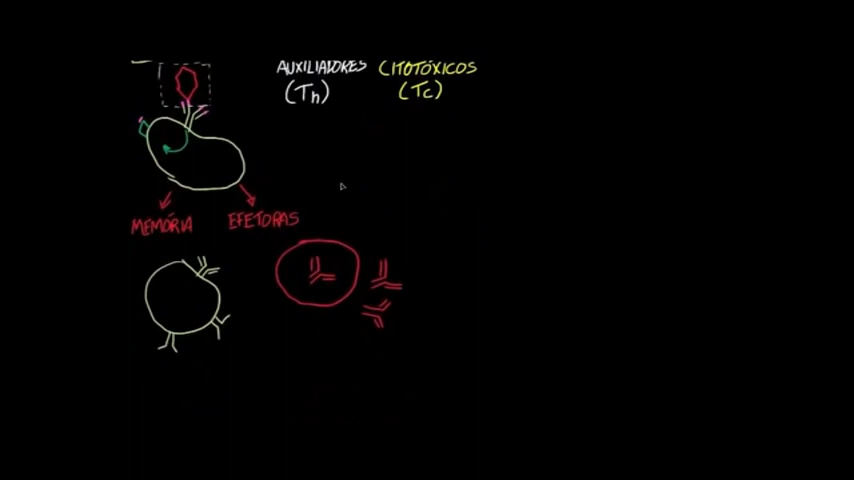 AUXILIADORES CITOTÓXICOS
(Th) (Tc)
MEMÓRIA EFETORAS